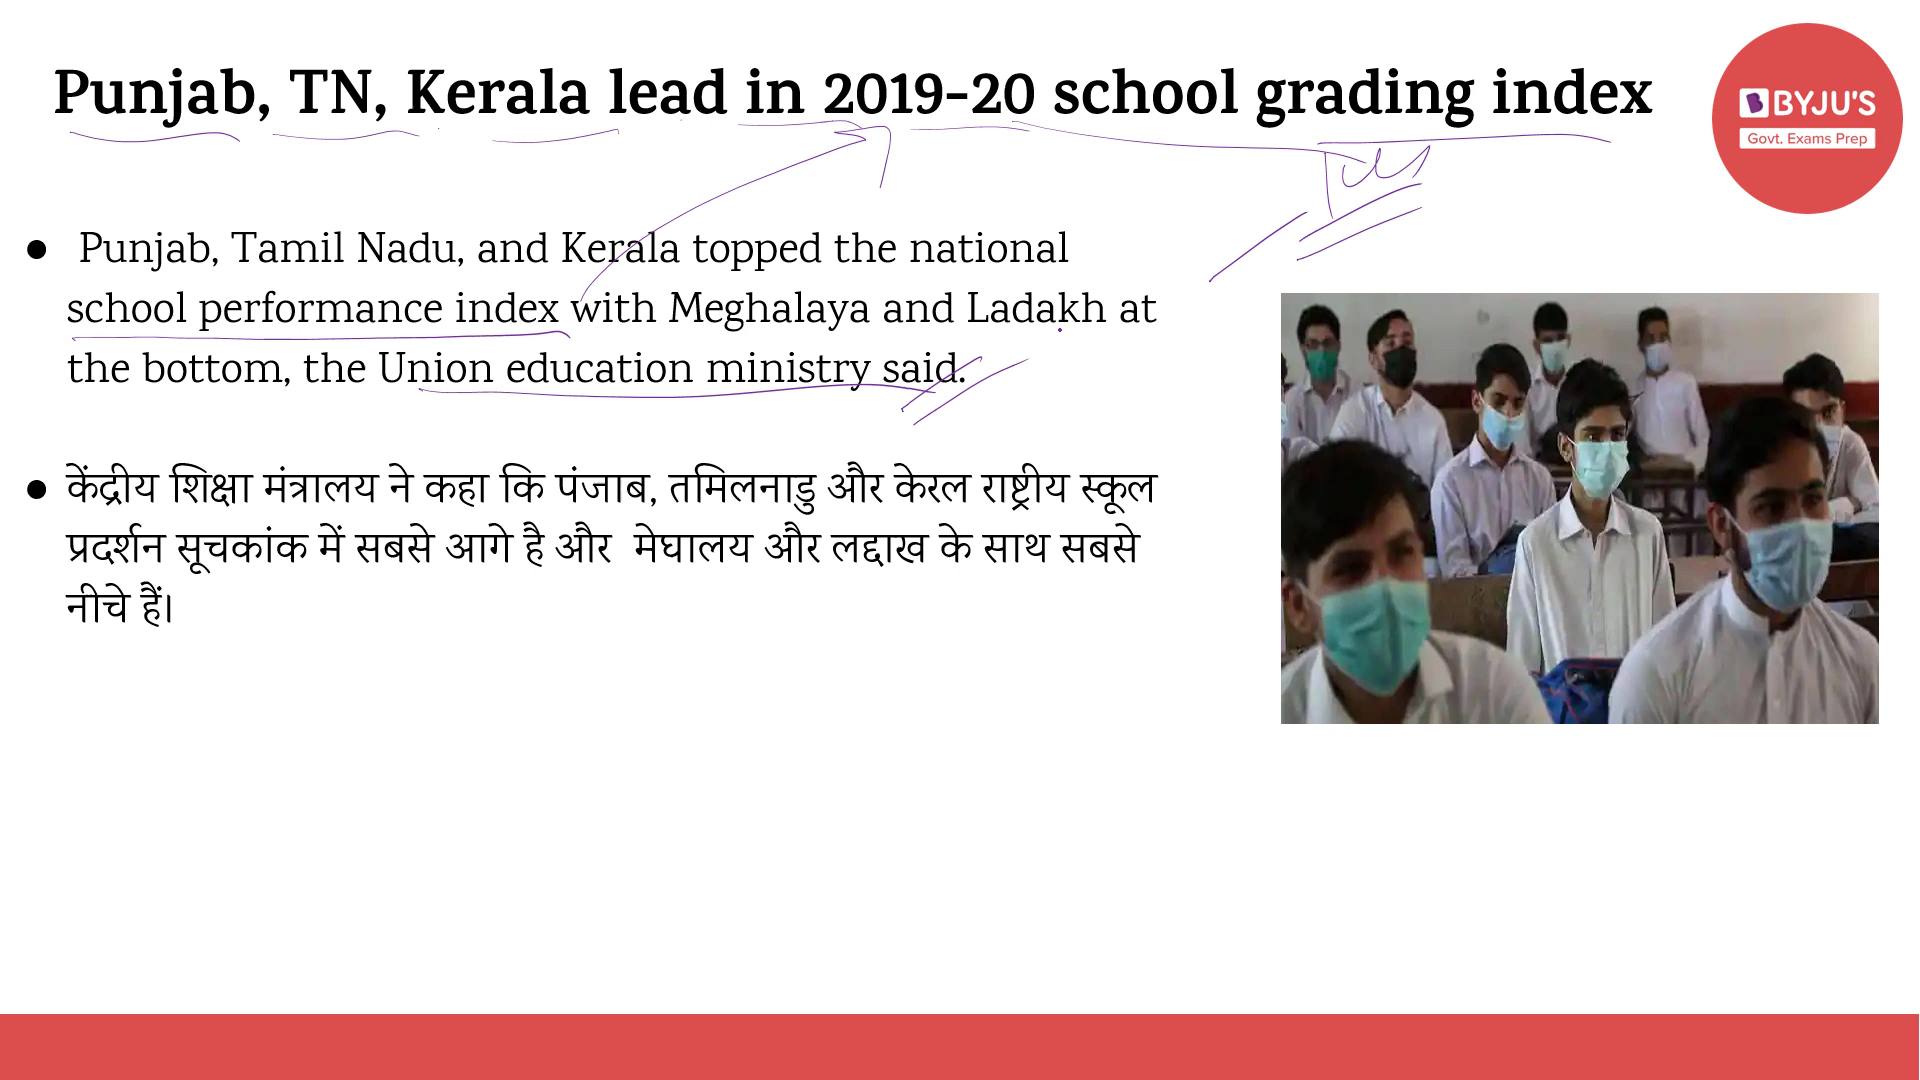 Punjab, TN, Kerala lead in 2019-20 school grading index
BYJU'S
Govt. Exams Prep
● Punjab, Tamil Nadu, and Kerala topped the national
school performance index with Meghalaya and Ladakh at
the bottom, the Union education ministry said.
● केंद्रीय शिक्षा मंत्रालय ने कहा कि पंजाब, तमिलनाडु और केरल राष्ट्रीय स्कूल
प्रदर्शन सूचकांक में सबसे आगे है और मेघालय और लद्दाख के साथ सबसे
नीचे हैं।